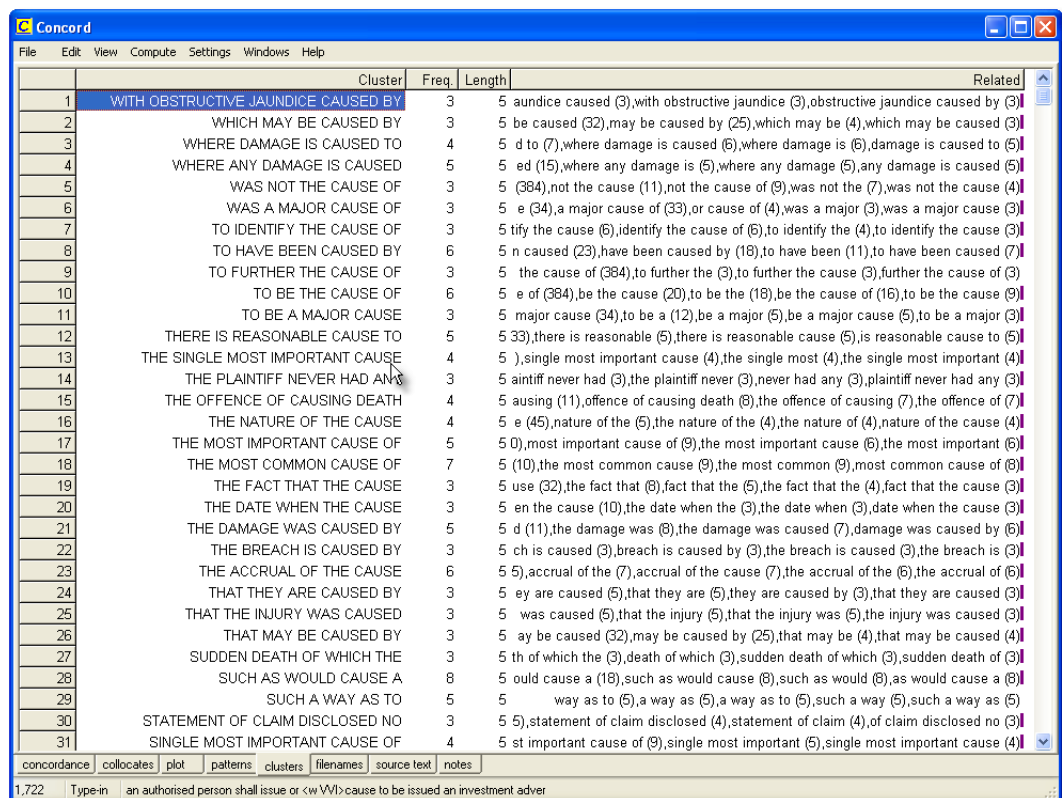 Concord
File Edit View Compute Settings Windows Help
Cluster Freq. Length Related
1 WITH OBSTRUCTIVE JAUNDICE CAUSED BY 3 5 aundice caused (3),with obstructive jaundice (3),obstructive jaundice caused by (3)
2 WHICH MAY BE CAUSED BY 3 5 be caused (32),may be caused by (25),which may be (4),which may be caused (3)
3 WHERE DAMAGE IS CAUSED TO 4 5 d to (7),where damage is caused (6),where damage is (6),damage is caused to (5)
4 WHERE ANY DAMAGE IS CAUSED 5 5 ed (15),where any damage is (5),where any damage (5),any damage is caused (5)
5 WAS NOT THE CAUSE OF 3 5 (384),not the cause (11),not the cause of (9),was not the (7),was not the cause (4)
6 WAS A MAJOR CAUSE OF 3 5 e (34),a major cause of (33),or cause of (4),was a major (3),was a major cause (3)
7 TO IDENTIFY THE CAUSE OF 3 5 tify the cause (6),identify the cause of (6),to identify the (4),to identify the cause (3)
8 TO HAVE BEEN CAUSED BY 6 5 n caused (23),have been caused by (18),to have been (11),to have been caused (7)
9 TO FURTHER THE CAUSE OF 3 5 the cause of (384),to further the (3),to further the cause (3),further the cause of (3)
10 TO BE THE CAUSE OF 6 5 e of (384),be the cause (20),to be the (18),be the cause of (16),to be the cause (9)
11 TO BE A MAJOR CAUSE 3 5 major cause (34),to be a (12),be a major (5),be a major cause (5),to be a major (3)
12 THERE IS REASONABLE CAUSE TO 5 5 33),there is reasonable (5),there is reasonable cause (5),is reasonable cause to (5)
13 THE SINGLE MOST IMPORTANT CAUSE 4 5 ),single most important cause (4),the single most (4),the single most important (4)
14 THE PLAINTIFF NEVER HAD ANY 3 5 aintiff never had (3),the plaintiff never (3),never had any (3),plaintiff never had any (3)
15 THE OFFENCE OF CAUSING DEATH 4 5 ausing (11),offence of causing death (8),the offence of causing (7),the offence of (7)
16 THE NATURE OF THE CAUSE 4 5 e (45),nature of the (5),the nature of the (4),the nature of (4),nature of the cause (4)
17 THE MOST IMPORTANT CAUSE OF 5 5 0),most important cause of (9),the most important cause (6),the most important (6)
18 THE MOST COMMON CAUSE OF 7 5 (10),the most common cause (9),the most common (9),most common cause of (8)
19 THE FACT THAT THE CAUSE 3 5 use (32),the fact that (8),fact that the (5),the fact that the (4),fact that the cause (3)
20 THE DATE WHEN THE CAUSE 3 5 en the cause (10),the date when the (3),the date when (3),date when the cause (3)
21 THE DAMAGE WAS CAUSED BY 5 5 d (11),the damage was (8),the damage was caused (7),damage was caused by (6)
22 THE BREACH IS CAUSED BY 3 5 ch is caused (3),breach is caused by (3),the breach is caused (3),the breach is (3)
23 THE ACCRUAL OF THE CAUSE 6 5 5),accrual of the (7),accrual of the cause (7),the accrual of the (6),the accrual of (6)
24 THAT THEY ARE CAUSED BY 3 5 ey are caused (5),that they are (5),they are caused by (3),that they are caused (3)
25 THAT THE INJURY WAS CAUSED 3 5 was caused (5),that the injury (5),that the injury was (5),the injury was caused (3)
26 THAT MAY BE CAUSED BY 3 5 ay be caused (32),may be caused by (25),that may be (4),that may be caused (4)
27 SUDDEN DEATH OF WHICH THE 3 5 th of which the (3),death of which (3),sudden death of which (3),sudden death of (3)
28 SUCH AS WOULD CAUSE A 8 5 ould cause a (18),such as would cause (8),such as would (8),as would cause a (8)
29 SUCH A WAY AS TO 5 5 way as to (5),a way as (5),a way as to (5),such a way (5),such a way as (5)
30 STATEMENT OF CLAIM DISCLOSED NO 3 5 5),statement of claim disclosed (4),statement of claim (4),of claim disclosed no (3)
31 SINGLE MOST IMPORTANT CAUSE OF 4 5 st important cause of (9),single most important (5),single most important cause (4)
concordance collocates plot patterns clusters filenames source text notes
1,722 Type-in an authorised person shall issue or <w VVI>cause to be issued an investment adver